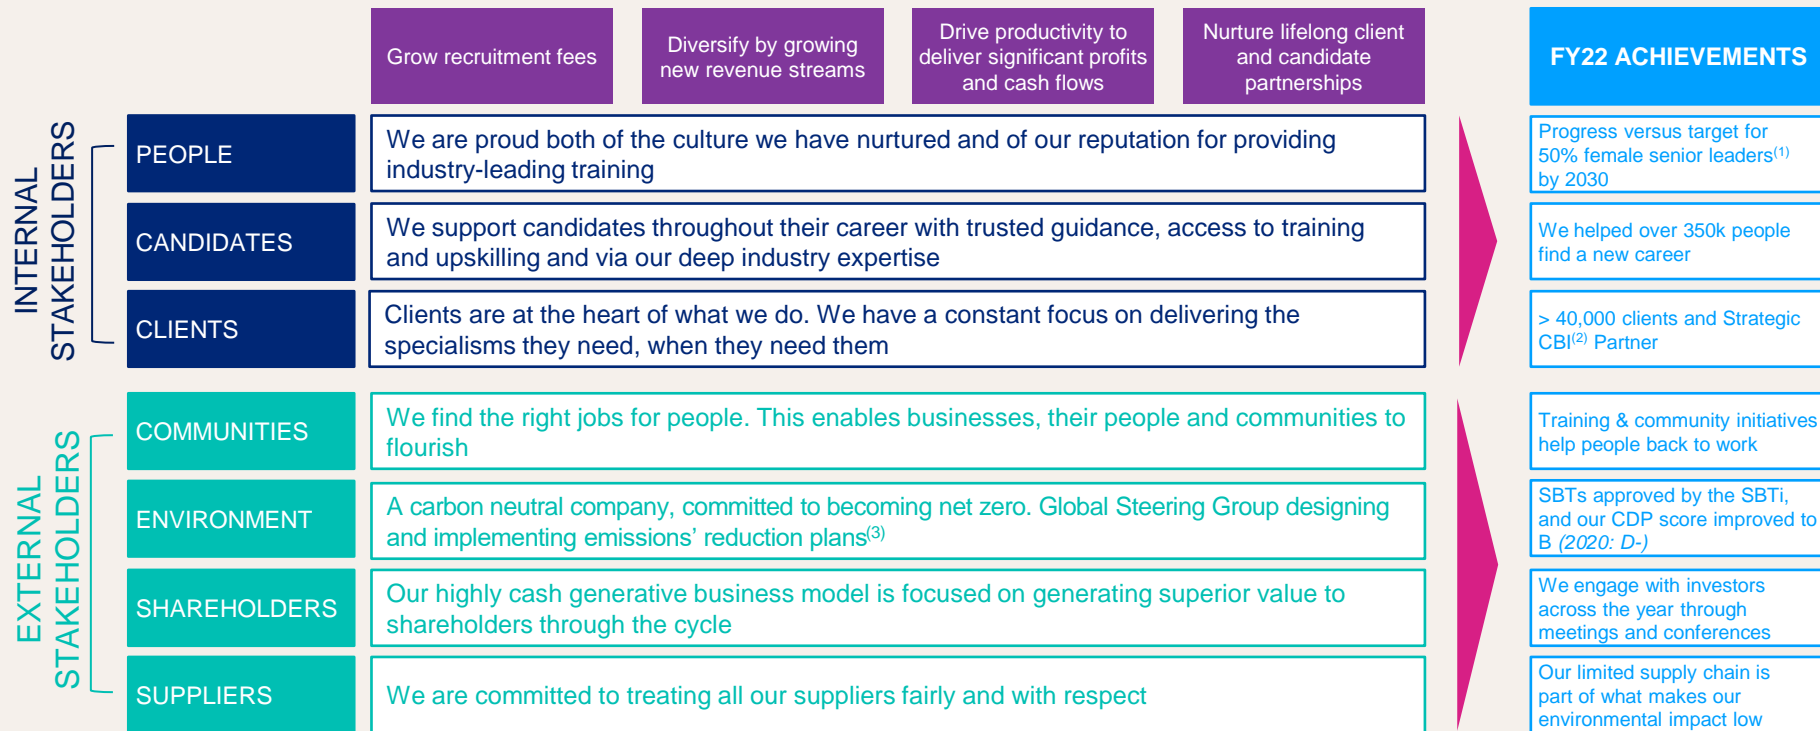 Grow recruitment fees
Diversify by growing
new revenue streams
Drive productivity to
deliver significant profits
and cash flows
Nurture lifelong client
and candidate
partnerships
FY22 ACHIEVEMENTS
INTERNAL
STAKEHOLDERS
PEOPLE
We are proud both of the culture we have nurtured and of our reputation for providing
industry-leading training
Progress versus target for
50% female senior leaders(1)
by 2030
CANDIDATES
We support candidates throughout their career with trusted guidance, access to training
and upskilling and via our deep industry expertise
We helped over 350k people
find a new career
CLIENTS
Clients are at the heart of what we do. We have a constant focus on delivering the
specialisms they need, when they need them
> 40,000 clients and Strategic
CBI(2) Partner
EXTERNAL
STAKEHOLDERS
COMMUNITIES
We find the right jobs for people. This enables businesses, their people and communities to
flourish
Training & community initiatives
help people back to work
ENVIRONMENT
A carbon neutral company, committed to becoming net zero. Global Steering Group designing
and implementing emissions’ reduction plans(3)
SBTs approved by the SBTi,
and our CDP score improved to
B (2020: D-)
SHAREHOLDERS
Our highly cash generative business model is focused on generating superior value to
shareholders through the cycle
We engage with investors
across the year through
meetings and conferences
SUPPLIERS
We are committed to treating all our suppliers fairly and with respect
Our limited supply chain is
part of what makes our
environmental impact low